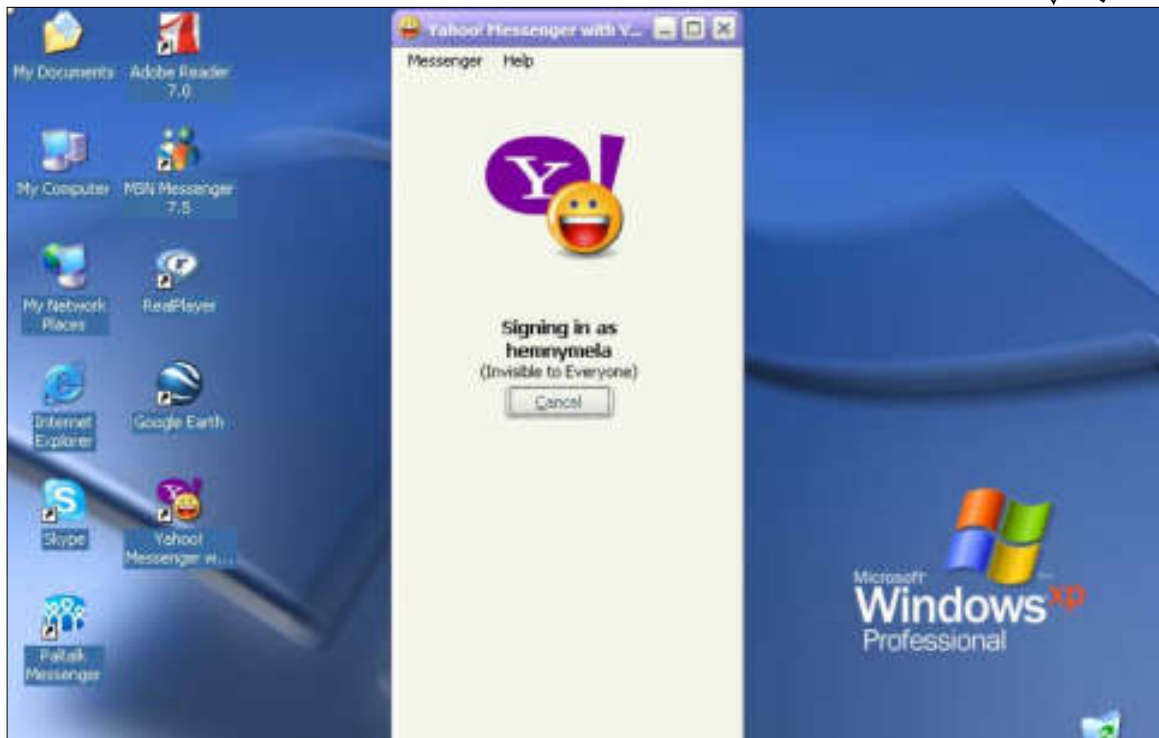 My Documents
Adobe Reader
7.0
My Computer
MSN Messenger
7.5
My Network
Places
RealPlayer
Internet
Explorer
Google Earth
Skype
Yahoo!
Messenger w...
Paltalk
Messenger
Yahoo! Messenger with V...
Messenger Help
Y!
Signing in as
hemnymela
(Invisible to Everyone)
Cancel
Microsoft
Windows xp
Professional